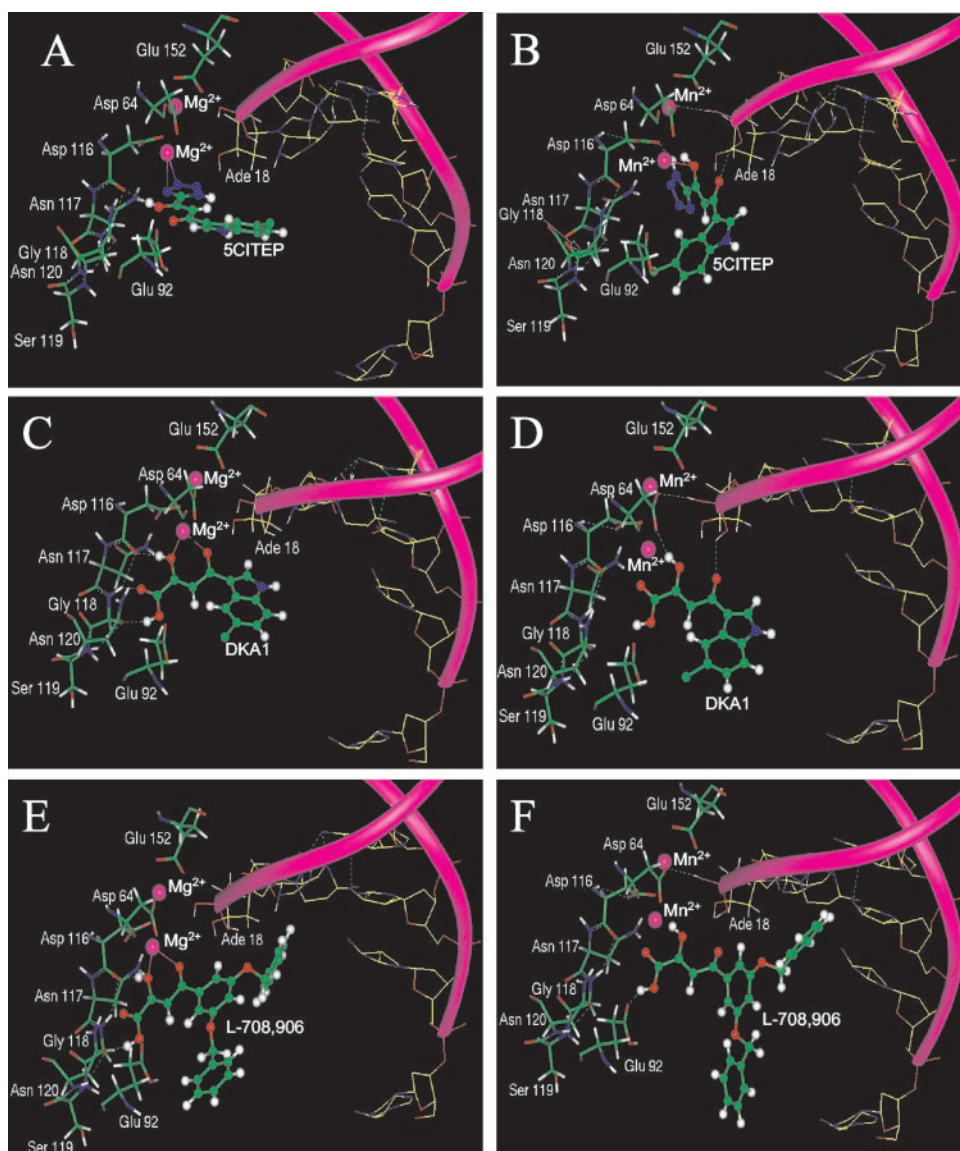 A
Glu 152
Asp 64
Mg2+
Asp 116
Mg2+
Ade 18
Asn 117
5CITEP
Gly 118
Asn 120
Glu 92
Ser 119
B
Glu 152
Asp 64
Mn2+
Asp 116
Mn2+
Ade 18
Asn 117
Gly 118
5CITEP
Asn 120
Glu 92
Ser 119
C
Glu 152
Asp 64
Mg2+
Asp 116
Mg2+
Ade 18
Asn 117
Gly 118
Asn 120
DKA1
Ser 119
Glu 92
D
Glu 152
Asp 64
Mn2+
Asp 116
Mn2+
Asn 117
Gly 118
Asn 120
DKA1
Ser 119
Glu 92
E
Glu 152
Mg2+
Asp 64
Asp 116
Mg2+
Ade 18
Asn 117
L-708,906
Gly 118
Asn 120
Glu 92
Ser 119
F
Glu 152
Asp 64
Mn2+
Asp 116
Mn2+
Ade 18
Asn 117
Gly 118
L-708,906
Asn 120
Glu 92
Ser 119